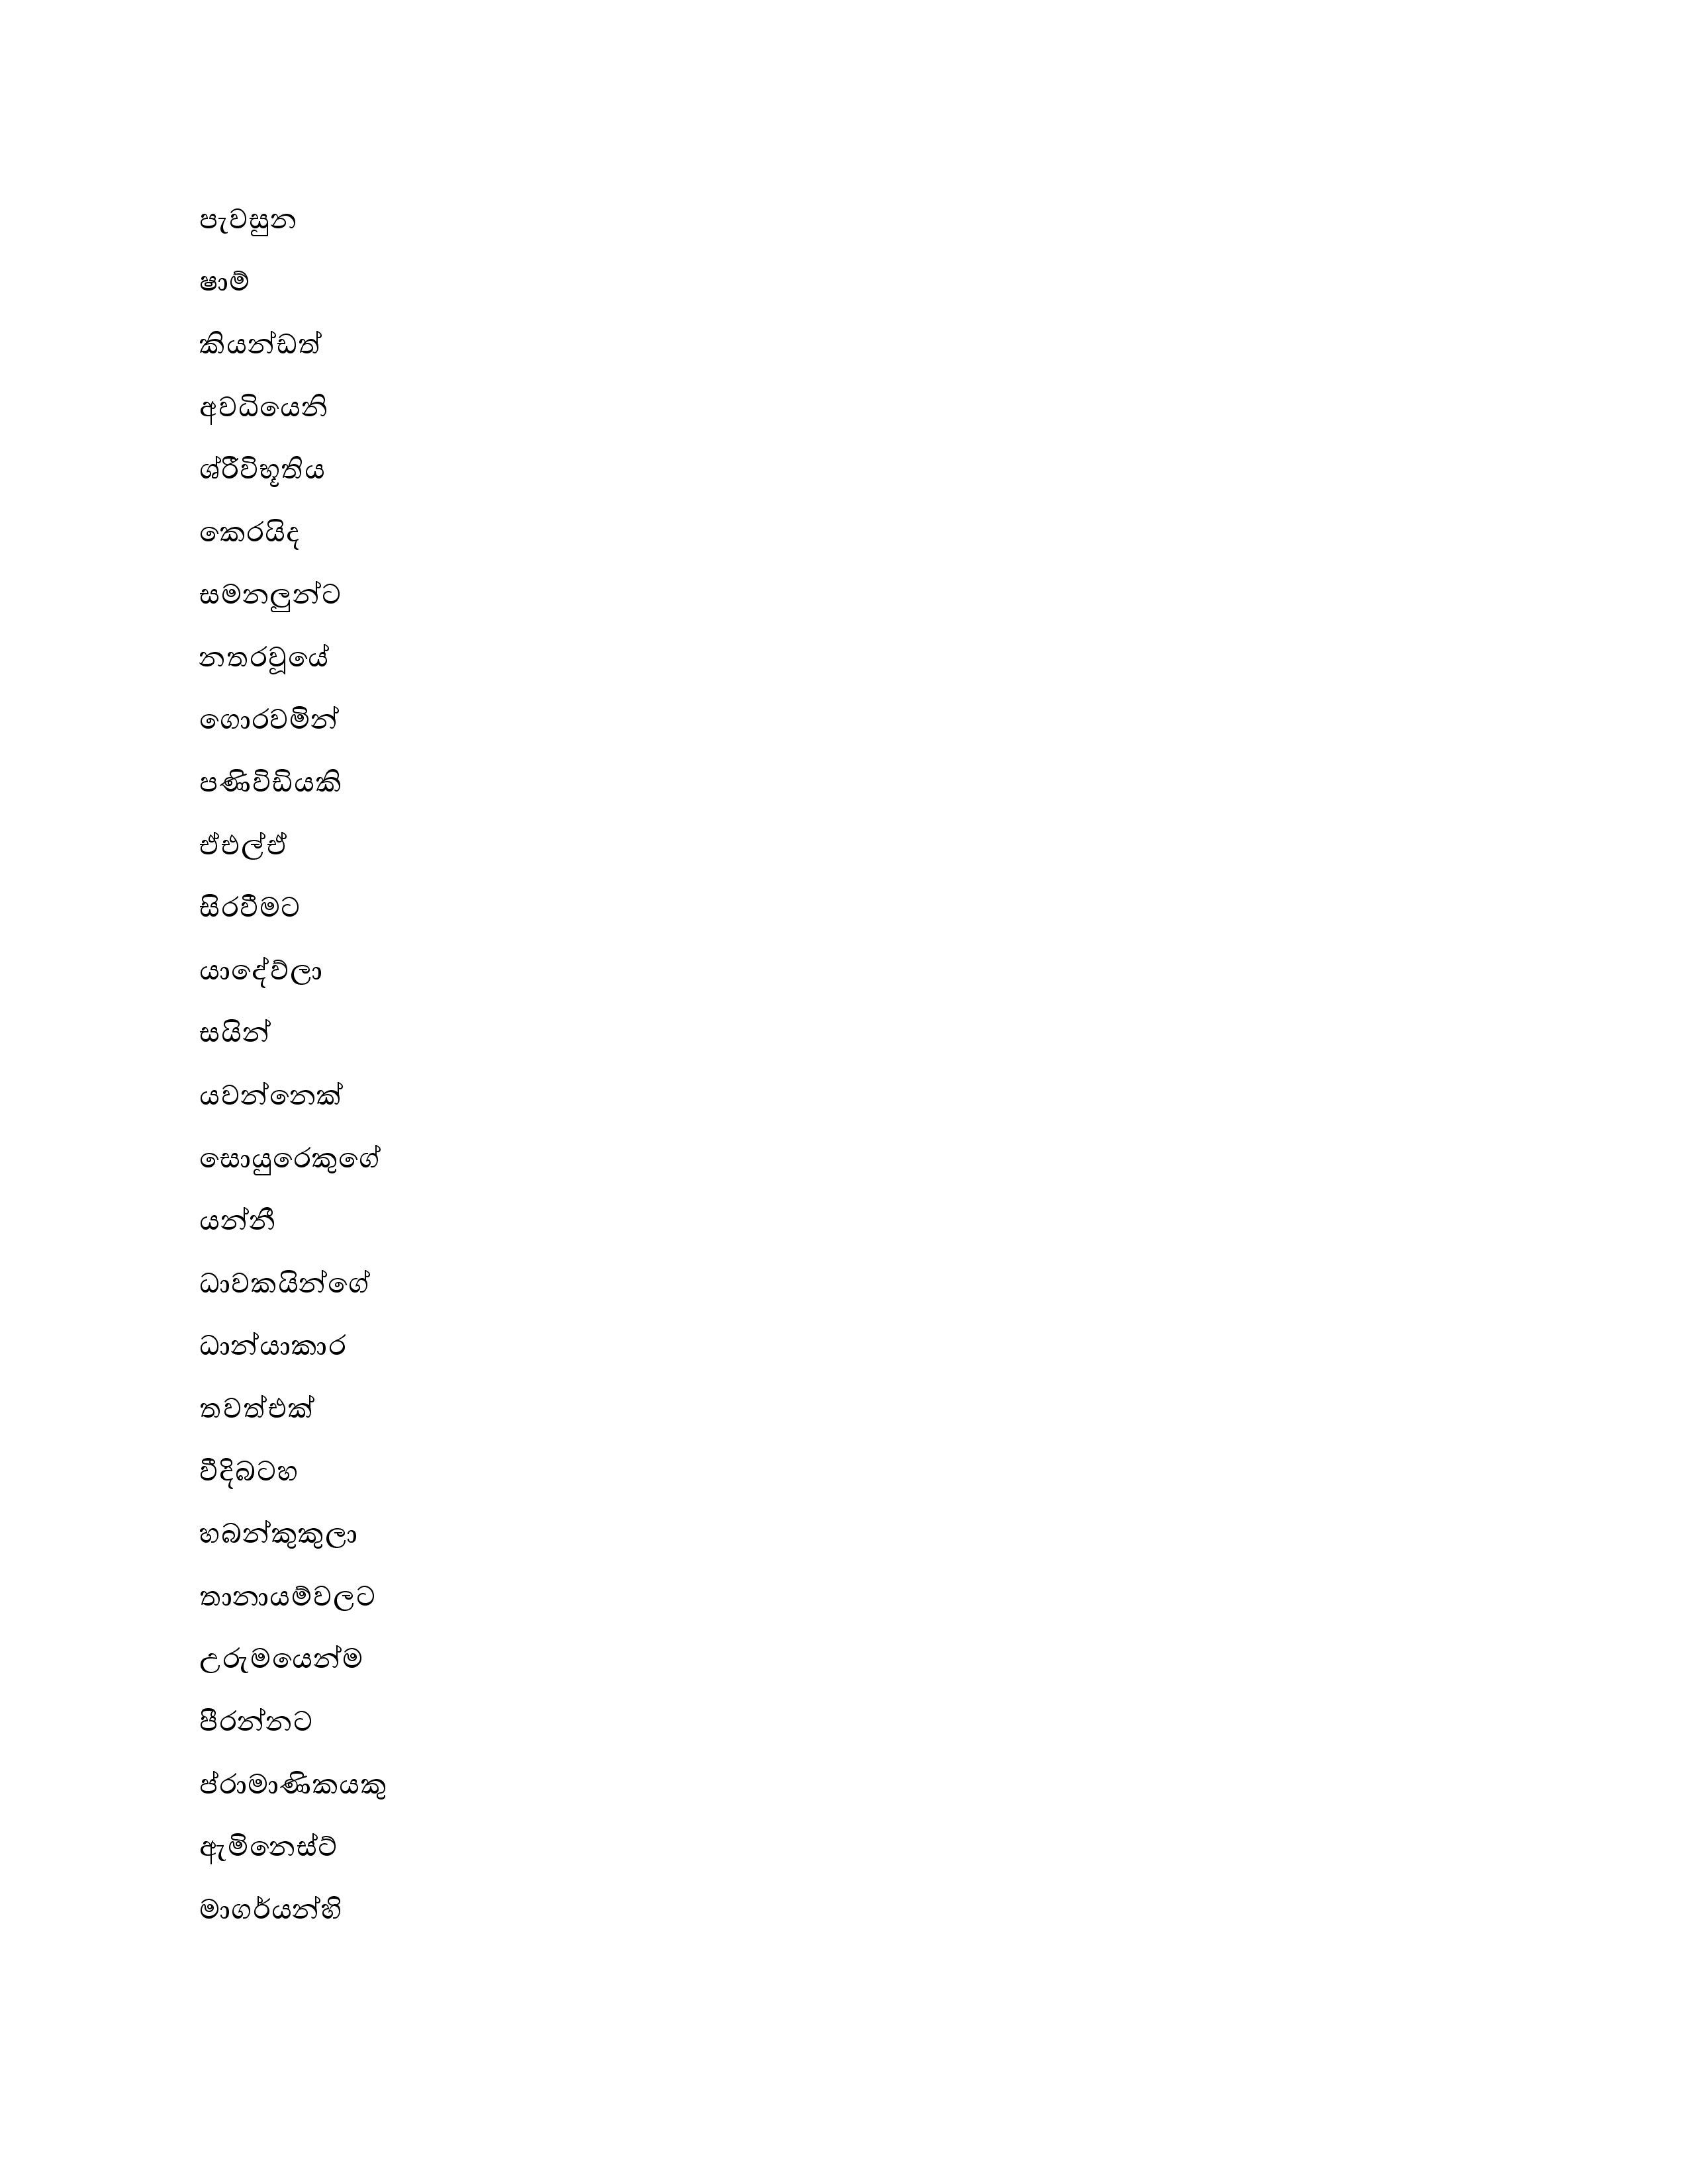 පැවසුන
ෂාම්
කියන්ඩත්
අවධියෙනි
ශ්රීවිභූතිය
කෙරයිද
සමනලුන්ට
නතරවූයේ
ගොරවමින්
පණිවිඩියකි
ඒඑල්ඒ
සිරවීමට
යාදේව්ලා
සයින්
යවන්නෙක්
සොයුරෙකුගේ
යන්නී
ධාවකයින්ගේ
ධාන්යාකාර
තවත්එක්
වීදිබටහ
හබන්කුකුලා
තානායම්වලට
උරුමයෙන්ම
පීරන්නට
ප්රාමාණිකයකු
ඇමිනෙස්ට්
මාගර්යන්හි